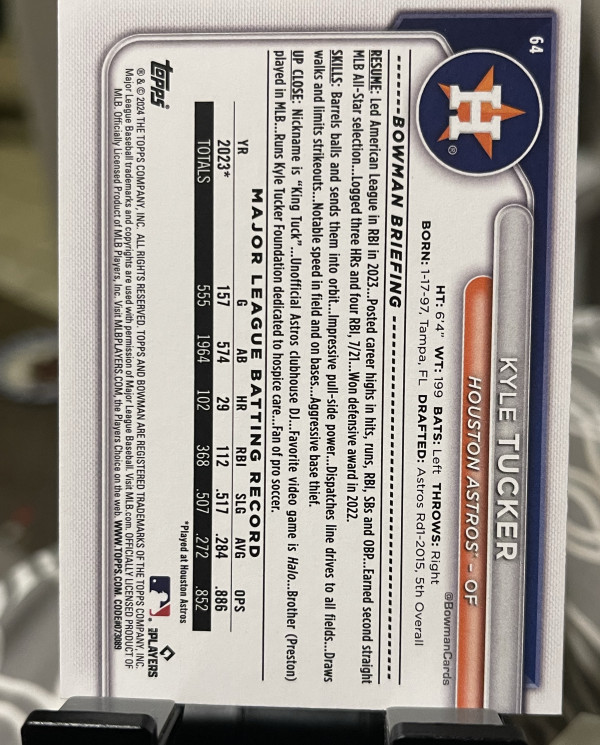 64
H
®
KYLE TUCKER
HOUSTON ASTROS® – OF
@BowmanCards
HT: 6'4" WT: 199 BATS: Left THROWS: Right
BORN: 1-17-97, Tampa, FL DRAFTED: Astros Rd1-2015, 5th Overall
BOWMAN BRIEFING
RESUME: Led American League in RBI in 2023...Posted career highs in hits, runs, RBI, SBs and OBP...Earned second straight
MLB All-Star selection...Logged three HRs and four RBI, 7/21...Won defensive award in 2022.
SKILLS: Barrels balls and sends them into orbit...Impressive pull-side power...Dispatches line drives to all fields...Draws
walks and limits strikeouts...Notable speed in field and on bases...Aggressive base thief.
UP CLOSE: Nickname is "King Tuck"...Unofficial Astros clubhouse DJ...Favorite video game is Halo...Brother (Preston)
played in MLB...Runs Kyle Tucker Foundation dedicated to hospice care...Fan of pro soccer.
MAJOR LEAGUE BATTING RECORD
YR G AB HR RBI SLG AVG OPS
2023* 157 574 29 112 .517 .284 .886
TOTALS 555 1964 102 368 .507 .272 .852
*Played at Houston Astros
topps
PLAYERS
® & © 2024 THE TOPPS COMPANY, INC. ALL RIGHTS RESERVED. TOPPS AND BOWMAN ARE REGISTERED TRADEMARKS OF THE TOPPS COMPANY, INC.
Major League Baseball trademarks and copyrights are used with permission of Major League Baseball. Visit MLB.com. OFFICIALLY LICENSED PRODUCT OF
MLB. Officially Licensed Product of MLB Players, Inc. Visit MLBPLAYERS.COM, the Players Choice on the web. WWW.TOPPS.COM. CODE#073089